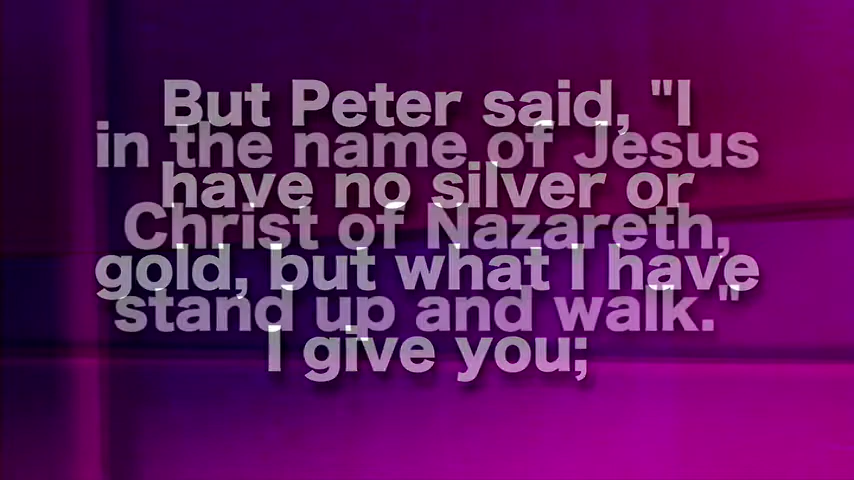 But Peter said, "I
have no silver or
gold, but what I have
I give you;
in the name of Jesus
Christ of Nazareth,
stand up and walk."